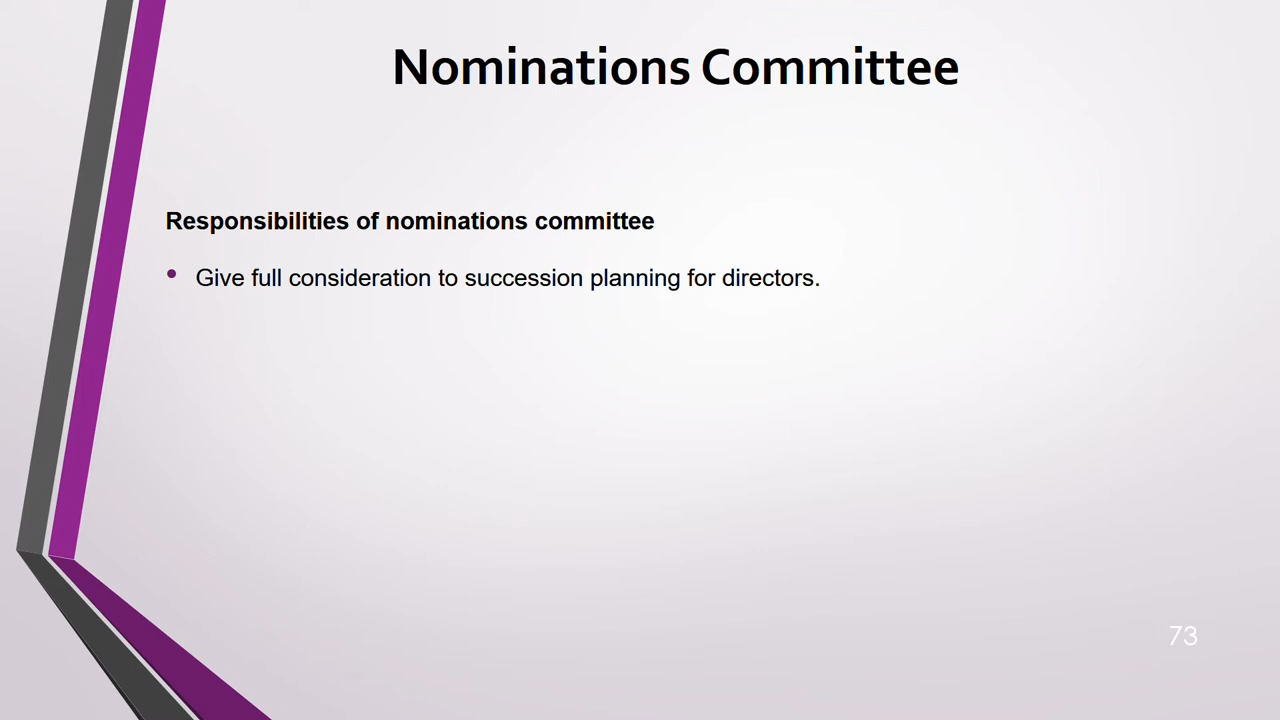 Nominations Committee
Responsibilities of nominations committee
• Give full consideration to succession planning for directors.
73